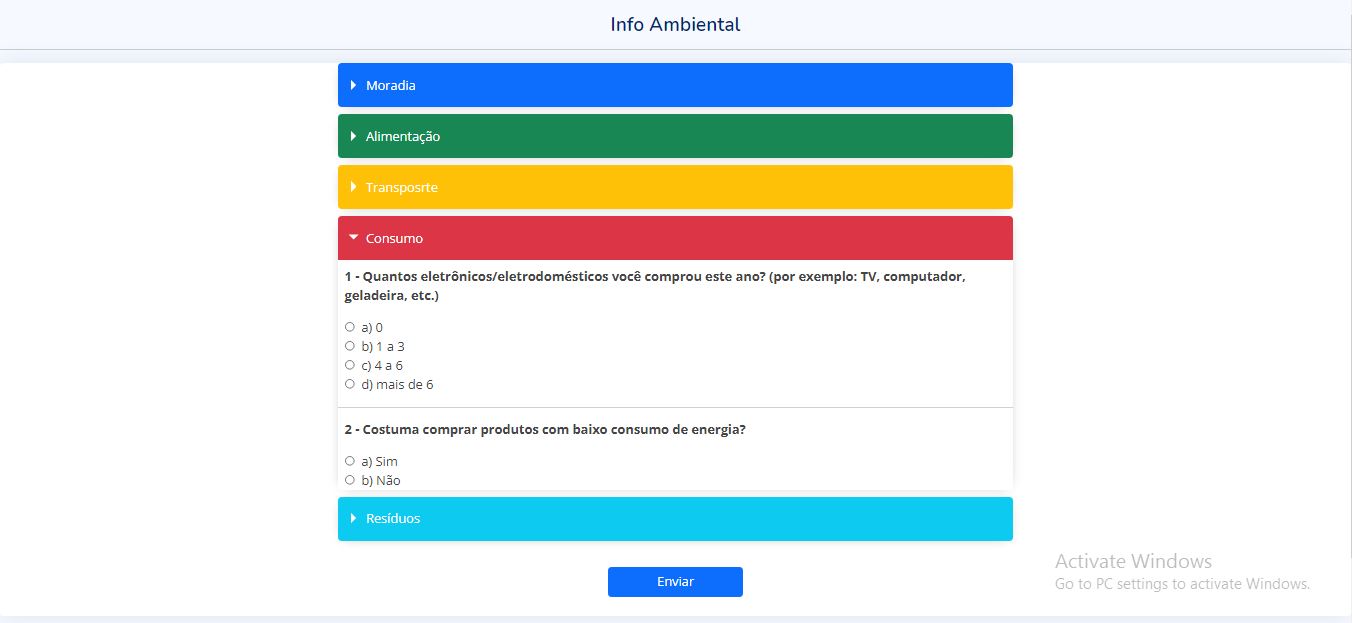 Info Ambiental
Moradia
Alimentação
Transposrte
Consumo
1 - Quantos eletrônicos/eletrodomésticos você comprou este ano? (por exemplo: TV, computador,
geladeira, etc.)
a) 0
b) 1 a 3
c) 4 a 6
d) mais de 6
2 - Costuma comprar produtos com baixo consumo de energia?
a) Sim
b) Não
Resíduos
Enviar
Activate Windows
Go to PC settings to activate Windows.